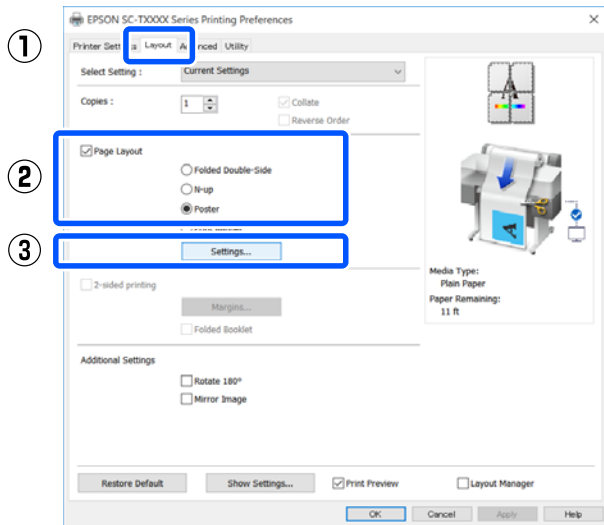 EPSON SC-TXXXX Series Printing Preferences
①
Printer Sett s Layout A nced Utility
Select Setting : Current Settings
Copies : 1 Collate
Reverse Order
②
Page Layout
Folded Double-Side
N-up
Poster
③
Settings...
2-sided printing
Margins...
Folded Booklet
Media Type:
Plain Paper
Paper Remaining:
11 ft
Additional Settings
Rotate 180°
Mirror Image
Restore Default Show Settings... Print Preview Layout Manager
OK Cancel Apply Help